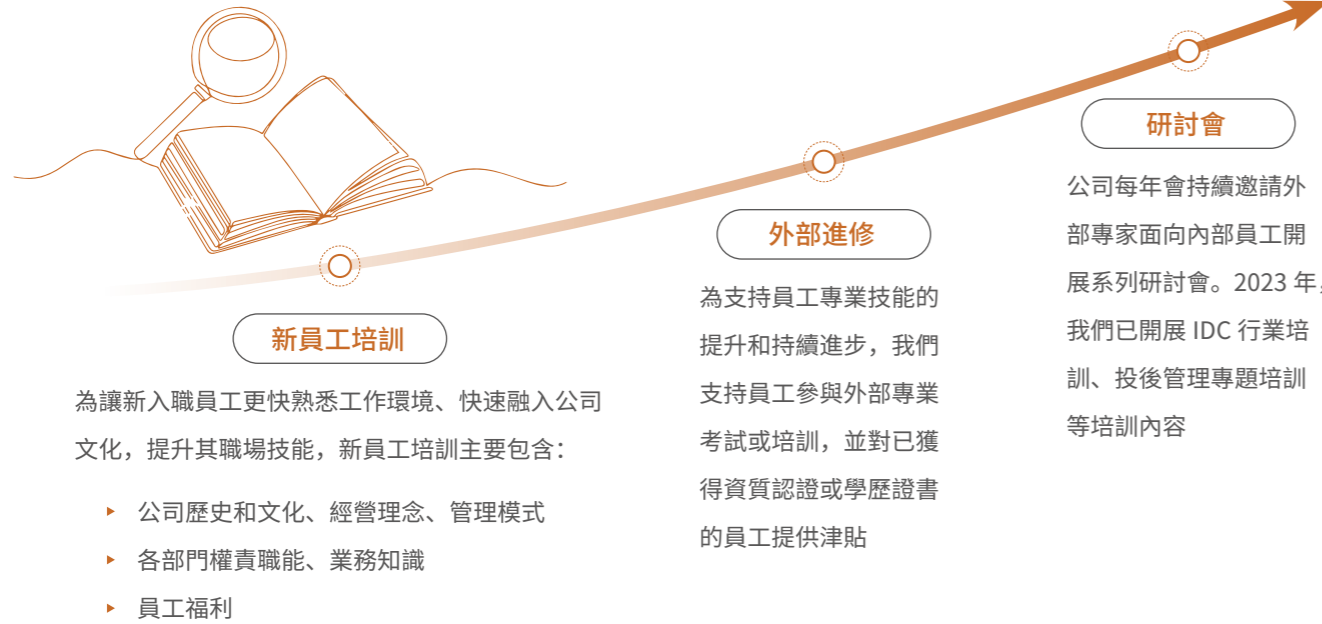 新員工培訓
為讓新入職員工更快熟悉工作環境、快速融入公司
文化，提升其職場技能，新員工培訓主要包含：
公司歷史和文化、經營理念、管理模式
各部門權責職能、業務知識
員工福利
外部進修
為支持員工專業技能的
提升和持續進步，我們
支持員工參與外部專業
考試或培訓，並對已獲
得資質認證或學歷證書
的員工提供津貼
研討會
公司每年會持續邀請外
部專家面向內部員工開
展系列研討會。2023 年，
我們已開展 IDC 行業培
訓、投後管理專題培訓
等培訓內容